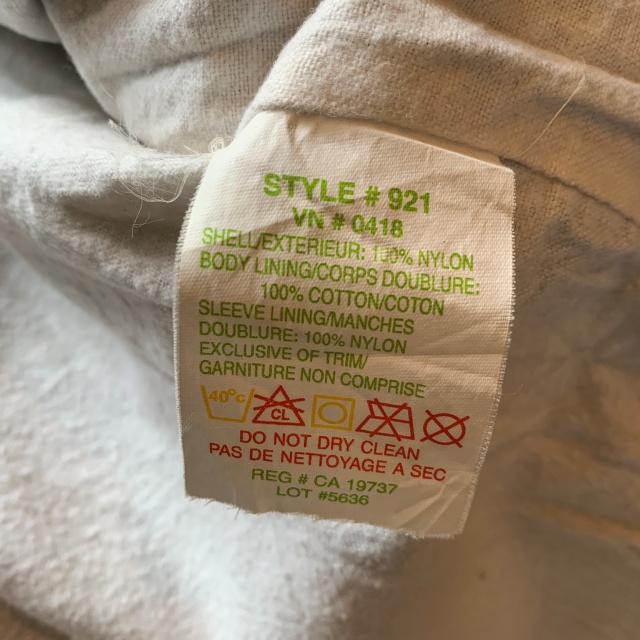 STYLE # 921
VN # 0418
SHELL/EXTERIEUR: 100% NYLON
BODY LINING/CORPS DOUBLURE:
100% COTTON/COTON
SLEEVE LINING/MANCHES
DOUBLURE: 100% NYLON
EXCLUSIVE OF TRIM/
GARNITURE NON COMPRISE
40°C CL
DO NOT DRY CLEAN
PAS DE NETTOYAGE A SEC
REG # CA 19737
LOT #5636